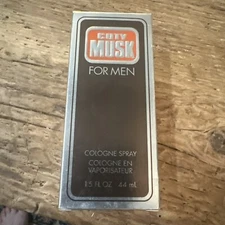 COTY
MUSK
FOR MEN
COLOGNE SPRAY
COLOGNE EN
VAPORISATEUR
1.5 FL OZ · 44 mL